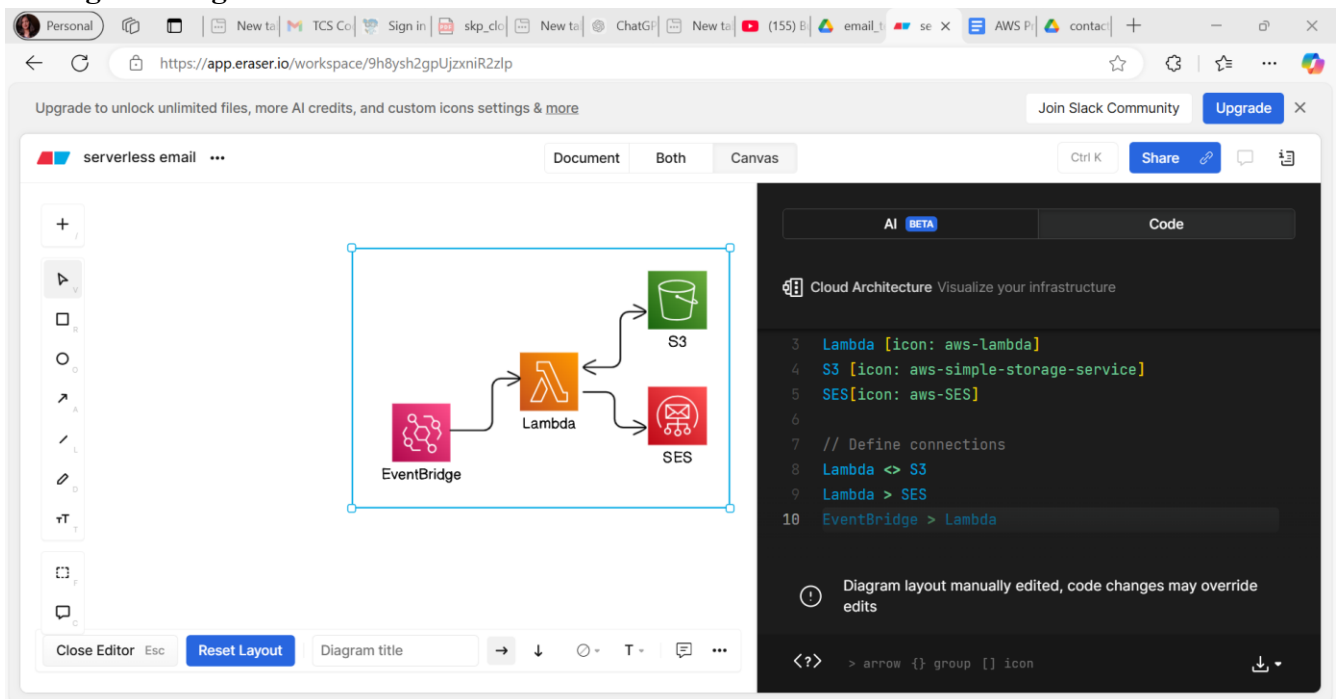 Personal
New ta
TCS Co
Sign in
skp_clo
New ta
ChatGP
New ta
(155) B
email_t
se
AWS P
contact
https://app.eraser.io/workspace/9h8ysh2gpUjzxniR2zlp
Upgrade to unlock unlimited files, more AI credits, and custom icons settings & more
Join Slack Community
Upgrade
serverless email
Document
Both
Canvas
Ctrl K
Share
AI BETA
Code
Cloud Architecture Visualize your infrastructure
S3
Lambda
SES
EventBridge
3 Lambda [icon: aws-lambda]
4 S3 [icon: aws-simple-storage-service]
5 SES[icon: aws-SES]
6
7 // Define connections
8 Lambda <> S3
9 Lambda > SES
10 EventBridge > Lambda
Diagram layout manually edited, code changes may override
edits
Close Editor Esc
Reset Layout
Diagram title
T
<?> > arrow {} group [] icon